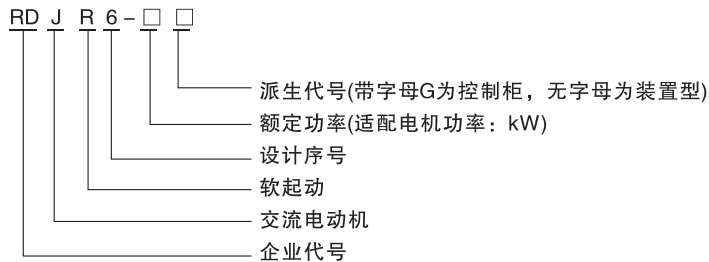 RD J R 6 - □ □
派生代号(带字母G为控制柜，无字母为装置型)
额定功率(适配电机功率：kW)
设计序号
软起动
交流电动机
企业代号